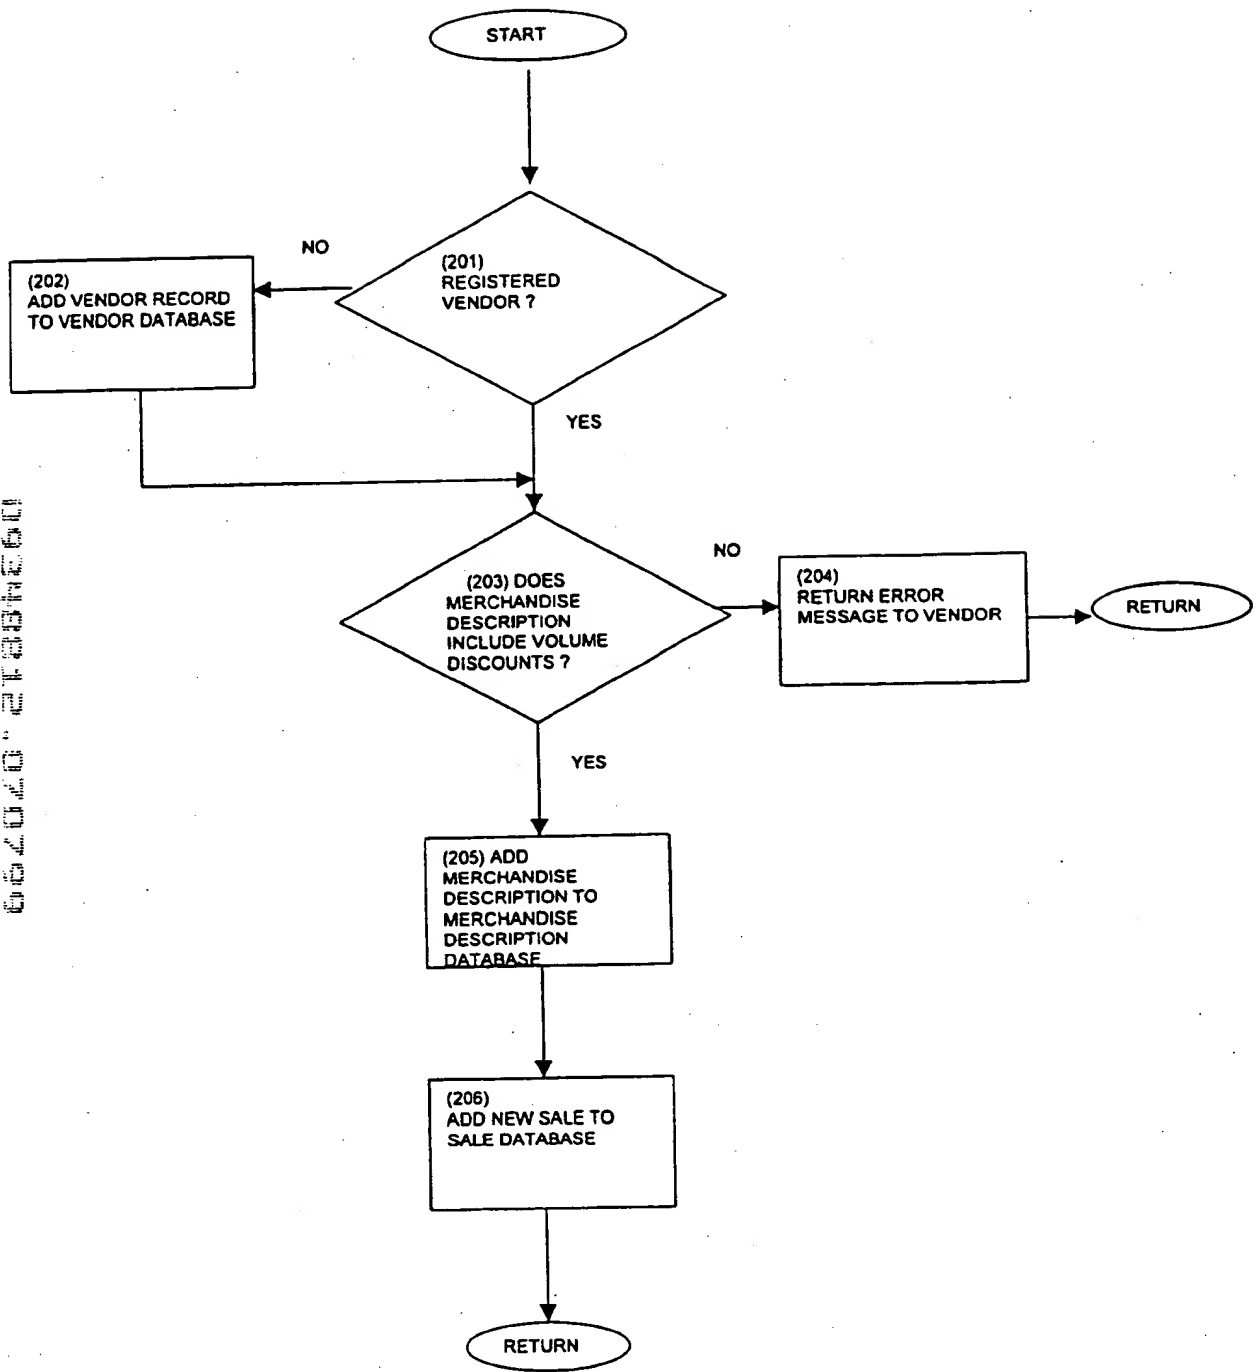 START
NO
(201)
REGISTERED
VENDOR ?
(202)
ADD VENDOR RECORD
TO VENDOR DATABASE
YES
NO
(203) DOES
MERCHANDISE
DESCRIPTION
INCLUDE VOLUME
DISCOUNTS ?
(204)
RETURN ERROR
MESSAGE TO VENDOR
RETURN
YES
(205) ADD
MERCHANDISE
DESCRIPTION TO
MERCHANDISE
DESCRIPTION
DATABASE
(206)
ADD NEW SALE TO
SALE DATABASE
RETURN